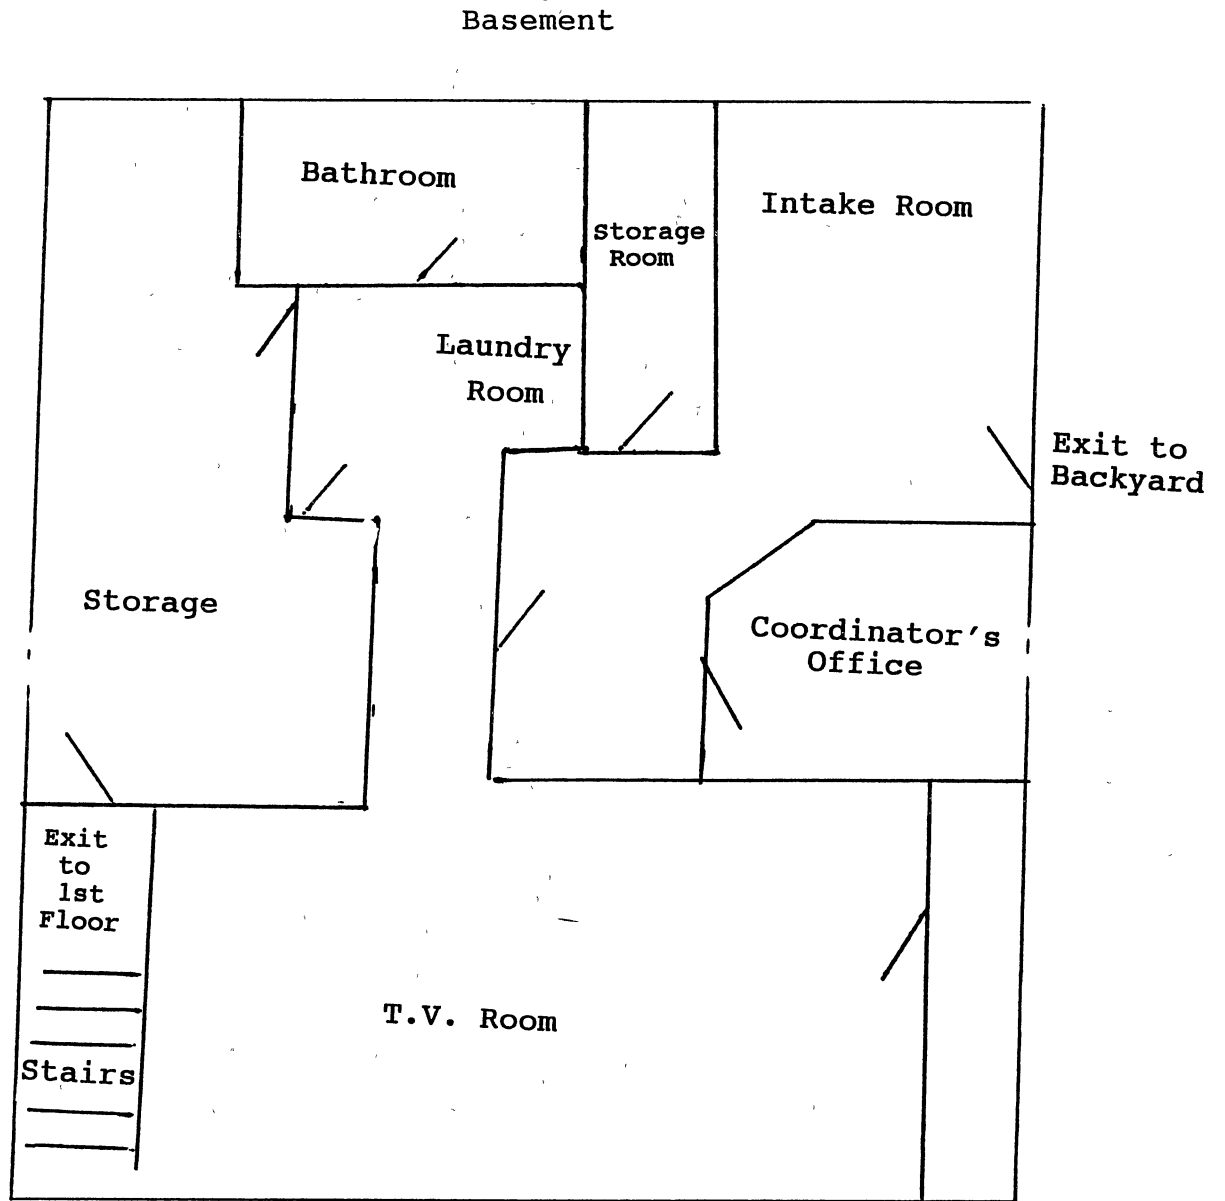 Basement
Bathroom
Intake Room
Storage
Room
Laundry
Room
Exit to
Backyard
Storage
Coordinator's
Office
Exit
to
1st
Floor
T.V. Room
Stairs